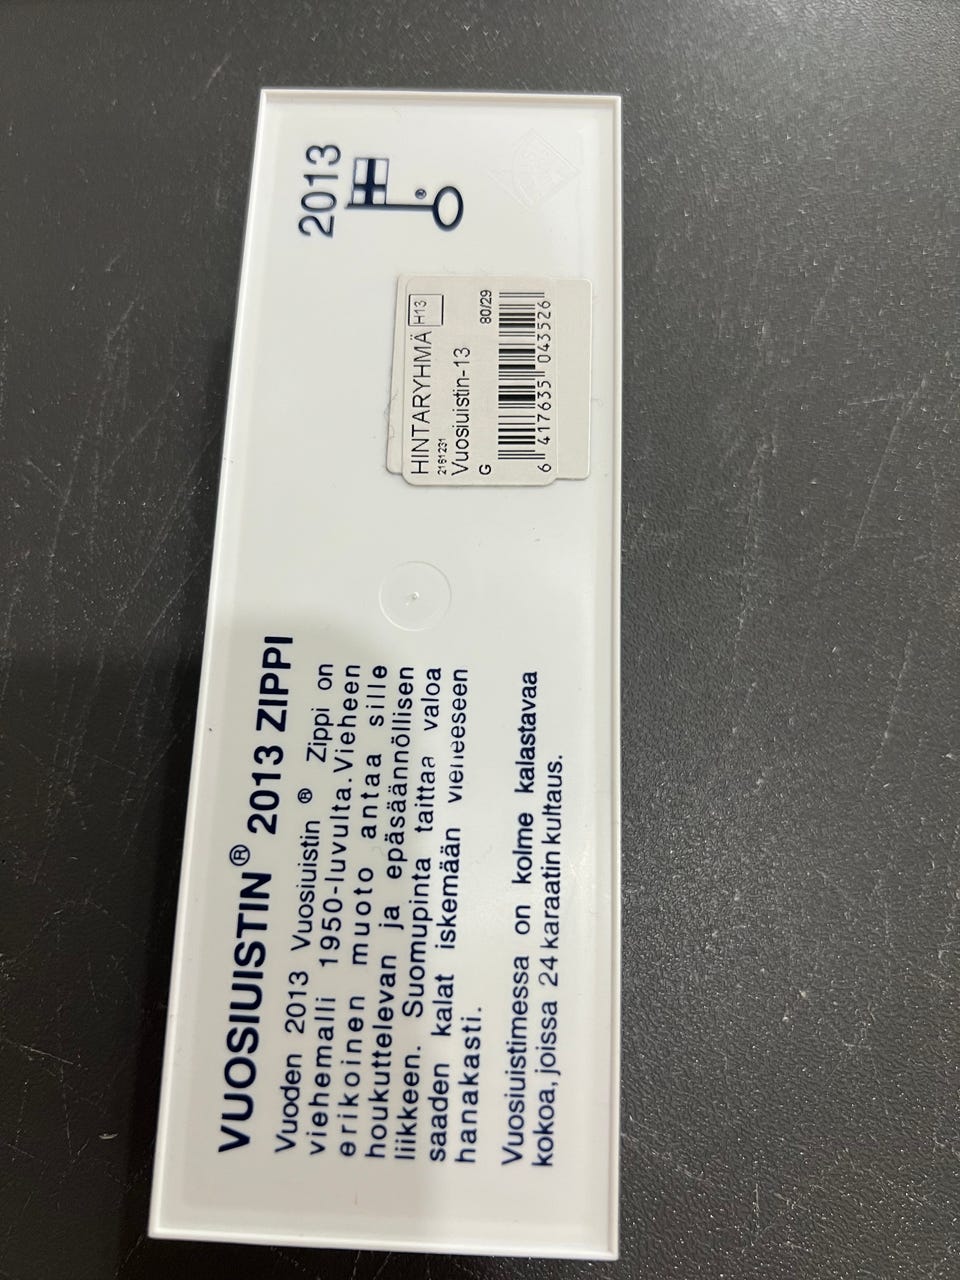 VUOSIUISTIN® 2013 ZIPPI
Vuoden 2013 Vuosiuistin ® Zippi on
viehemalli 1950-luvulta. Vieheen
erikoinen muoto antaa sille
houkuttelevan ja epäsäännöllisen
liikkeen. Suomupinta taittaa valoa
saaden kalat iskemään vieheeseen
hanakasti.
Vuosiuistimessa on kolme kalastavaa
kokoa, joissa 24 karaatin kultaus.
HINTARYHMÄ H13
2161231
Vuosiuistin-13
G 80/29
6 417635 043526
2013
®